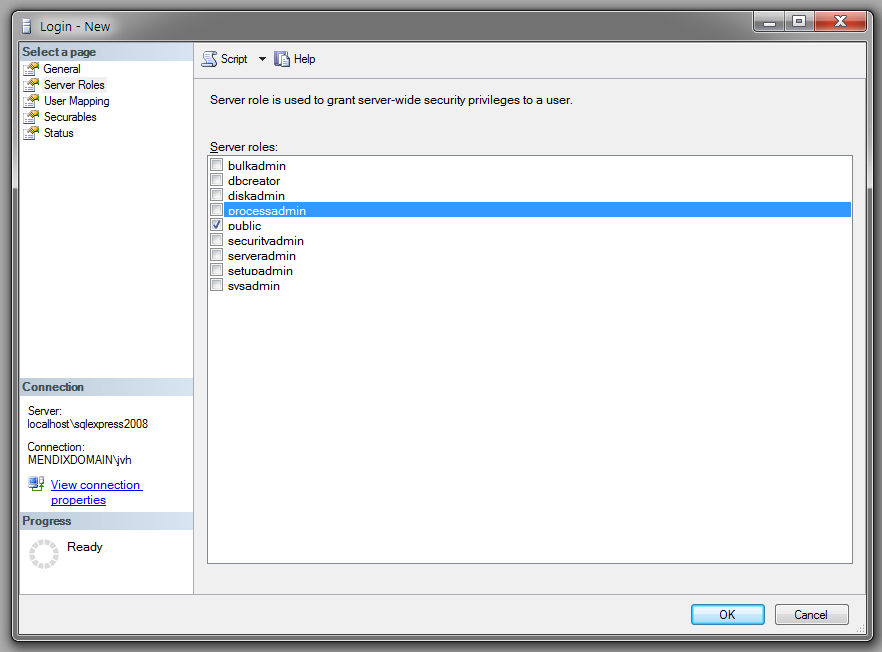 Login - New
Select a page
General
Server Roles
User Mapping
Securables
Status
Script
Help
Server role is used to grant server-wide security privileges to a user.
Server roles:
bulkadmin
dbcreator
diskadmin
processadmin
public
securityadmin
serveradmin
setupadmin
sysadmin
Connection
Server:
localhost\sqlexpress2008
Connection:
MENDIXDOMAIN\jvh
View connection
properties
Progress
Ready
OK
Cancel